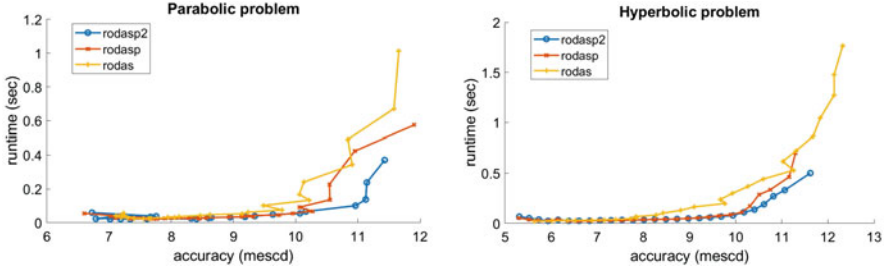 Parabolic problem
1.2
1
0.8
0.6
0.4
0.2
0
runtime (sec)
rodasp2
rodasp
rodas
6 7 8 9 10 11 12
accuracy (mescd)
Hyperbolic problem
2
1.5
1
0.5
0
runtime (sec)
rodasp2
rodasp
rodas
5 6 7 8 9 10 11 12 13
accuracy (mescd)